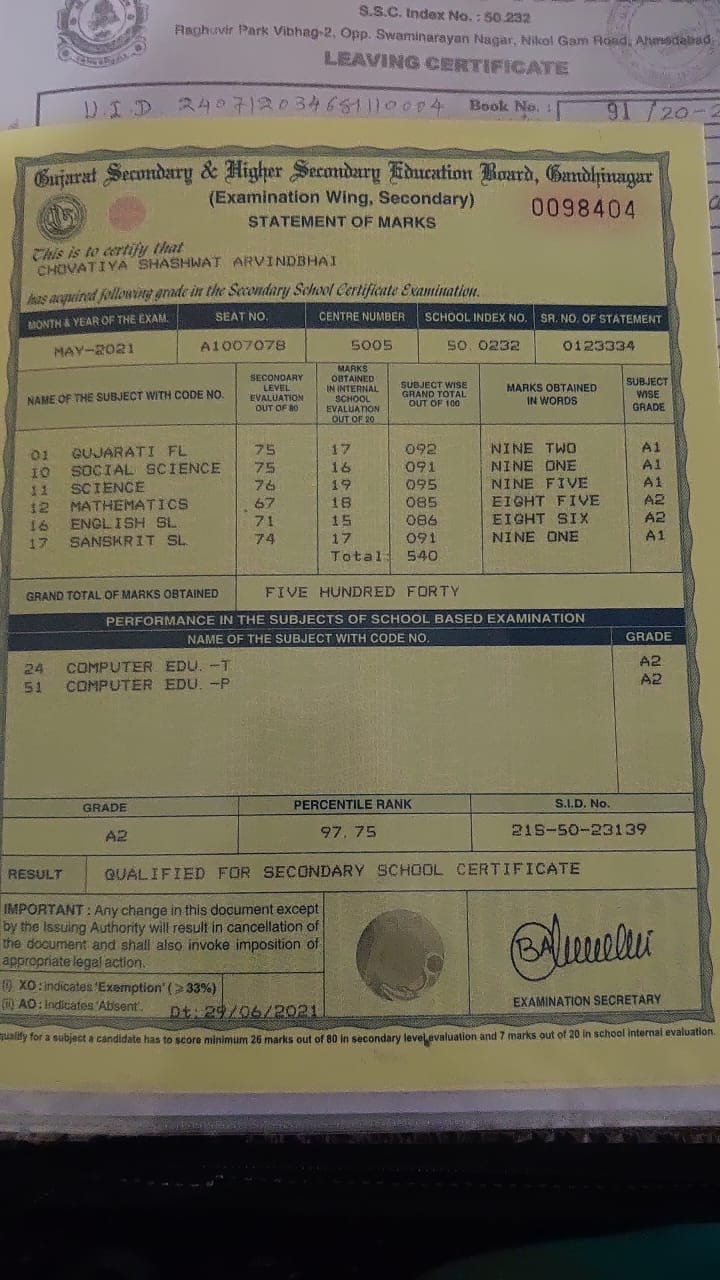 S.S.C. Index No. : 50.232
Raghuvir Park Vibhag-2, Opp. Swaminarayan Nagar, Nikol Gam Road, Ahmedabad.
LEAVING CERTIFICATE
U.I.D 240712034681110004 Book No. : 91 /20-2
Gujarat Secondary & Higher Secondary Education Board, Gandhinagar
(Examination Wing, Secondary) 0098404
STATEMENT OF MARKS
This is to certify that
CHOVATIYA SHASHWAT ARVINDBHAI
has acquired following grade in the Secondary School Certificate Examination.
MONTH & YEAR OF THE EXAM. SEAT NO. CENTRE NUMBER SCHOOL INDEX NO. SR. NO. OF STATEMENT
MAY-2021 A1007078 5005 50.0232 0123334
NAME OF THE SUBJECT WITH CODE NO. SECONDARY LEVEL EVALUATION OUT OF 80 MARKS OBTAINED IN INTERNAL SCHOOL EVALUATION OUT OF 20 SUBJECT WISE GRAND TOTAL OUT OF 100 MARKS OBTAINED IN WORDS SUBJECT WISE GRADE
01 GUJARATI FL 75 17 092 NINE TWO A1
10 SOCIAL SCIENCE 75 16 091 NINE ONE A1
11 SCIENCE 76 19 095 NINE FIVE A1
12 MATHEMATICS 67 18 085 EIGHT FIVE A2
16 ENGLISH SL 71 15 086 EIGHT SIX A2
17 SANSKRIT SL 74 17 091 NINE ONE A1
Total: 540
GRAND TOTAL OF MARKS OBTAINED FIVE HUNDRED FORTY
PERFORMANCE IN THE SUBJECTS OF SCHOOL BASED EXAMINATION
NAME OF THE SUBJECT WITH CODE NO. GRADE
24 COMPUTER EDU. -T A2
51 COMPUTER EDU. -P A2
GRADE PERCENTILE RANK S.I.D. No.
A2 97.75 21S-50-23139
RESULT QUALIFIED FOR SECONDARY SCHOOL CERTIFICATE
IMPORTANT : Any change in this document except
by the Issuing Authority will result in cancellation of
the document and shall also invoke imposition of
appropriate legal action.
(i) XO : indicates 'Exemption' (≥33%)
(ii) AO : Indicates 'Absent'. Dt: 29/06/2021
EXAMINATION SECRETARY
qualify for a subject a candidate has to score minimum 26 marks out of 80 in secondary level evaluation and 7 marks out of 20 in school internal evaluation.